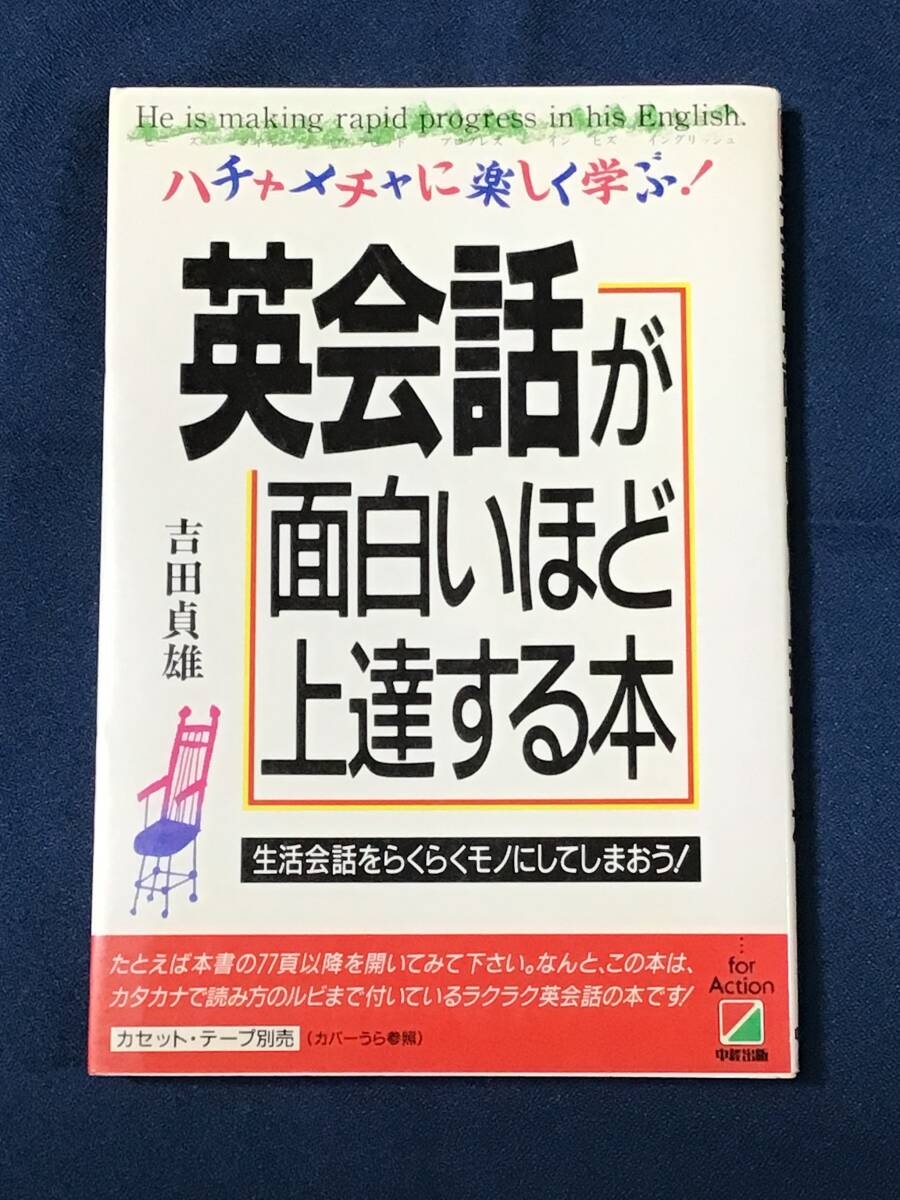 He is making rapid progress in his English.
ハチャメチャに楽しく学ぶ!
英会話が
面白いほど
上達する本
吉田貞雄
生活会話をらくらくモノにしてしまおう!
たとえば本書の77頁以降を開いてみて下さい。なんと、この本は、
カタカナで読み方のルビまで付いているラクラク英会話の本です!
カセット・テープ別売 (カバーうら参照)
…for
Action
中経出版